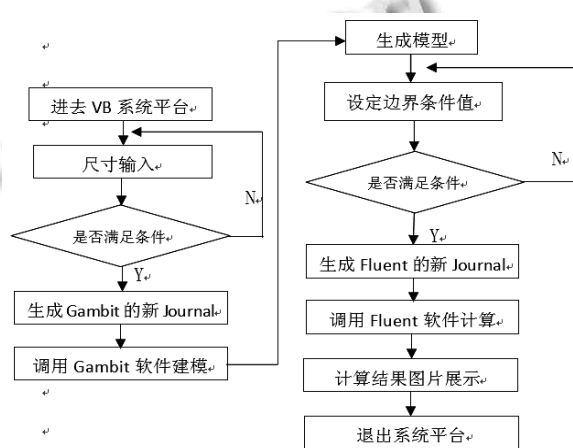 进去 VB 系统平台
尺寸输入
N
是否满足条件
Y
生成 Gambit 的新 Journal
调用 Gambit 软件建模
生成模型
设定边界条件值
N
是否满足条件
Y
生成 Fluent 的新 Journal
调用 Fluent 软件计算
计算结果图片展示
退出系统平台